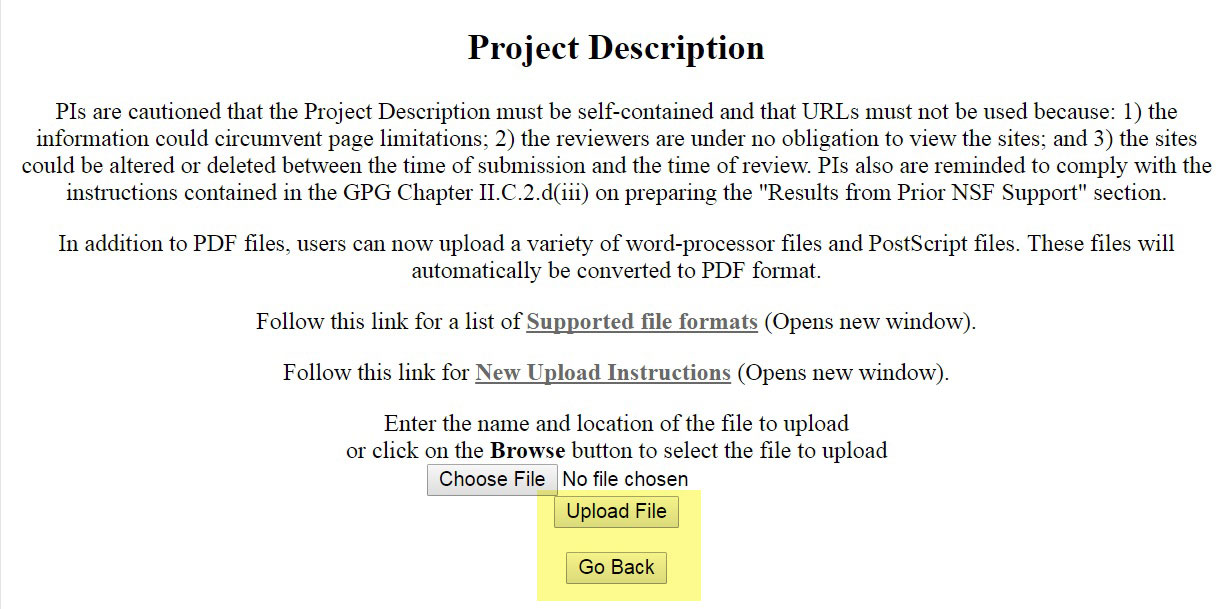 Project Description
PIs are cautioned that the Project Description must be self-contained and that URLs must not be used because: 1) the
information could circumvent page limitations; 2) the reviewers are under no obligation to view the sites; and 3) the sites
could be altered or deleted between the time of submission and the time of review. PIs also are reminded to comply with the
instructions contained in the GPG Chapter II.C.2.d(iii) on preparing the "Results from Prior NSF Support" section.
In addition to PDF files, users can now upload a variety of word-processor files and PostScript files. These files will
automatically be converted to PDF format.
Follow this link for a list of Supported file formats (Opens new window).
Follow this link for New Upload Instructions (Opens new window).
Enter the name and location of the file to upload
or click on the Browse button to select the file to upload
Choose File No file chosen
Upload File
Go Back